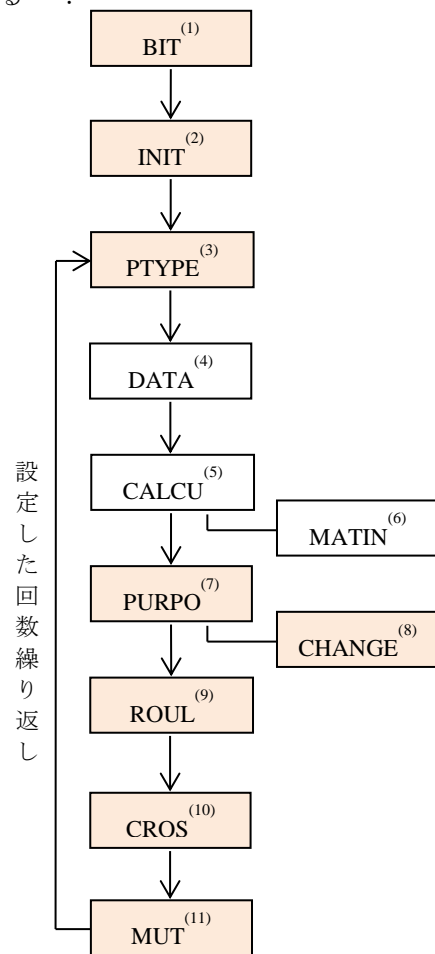 BIT(1)
INIT(2)
PTYPE(3)
DATA(4)
CALCU(5)
MATIN(6)
PURPO(7)
CHANGE(8)
ROUL(9)
CROS(10)
MUT(11)
設定した回数繰り返し